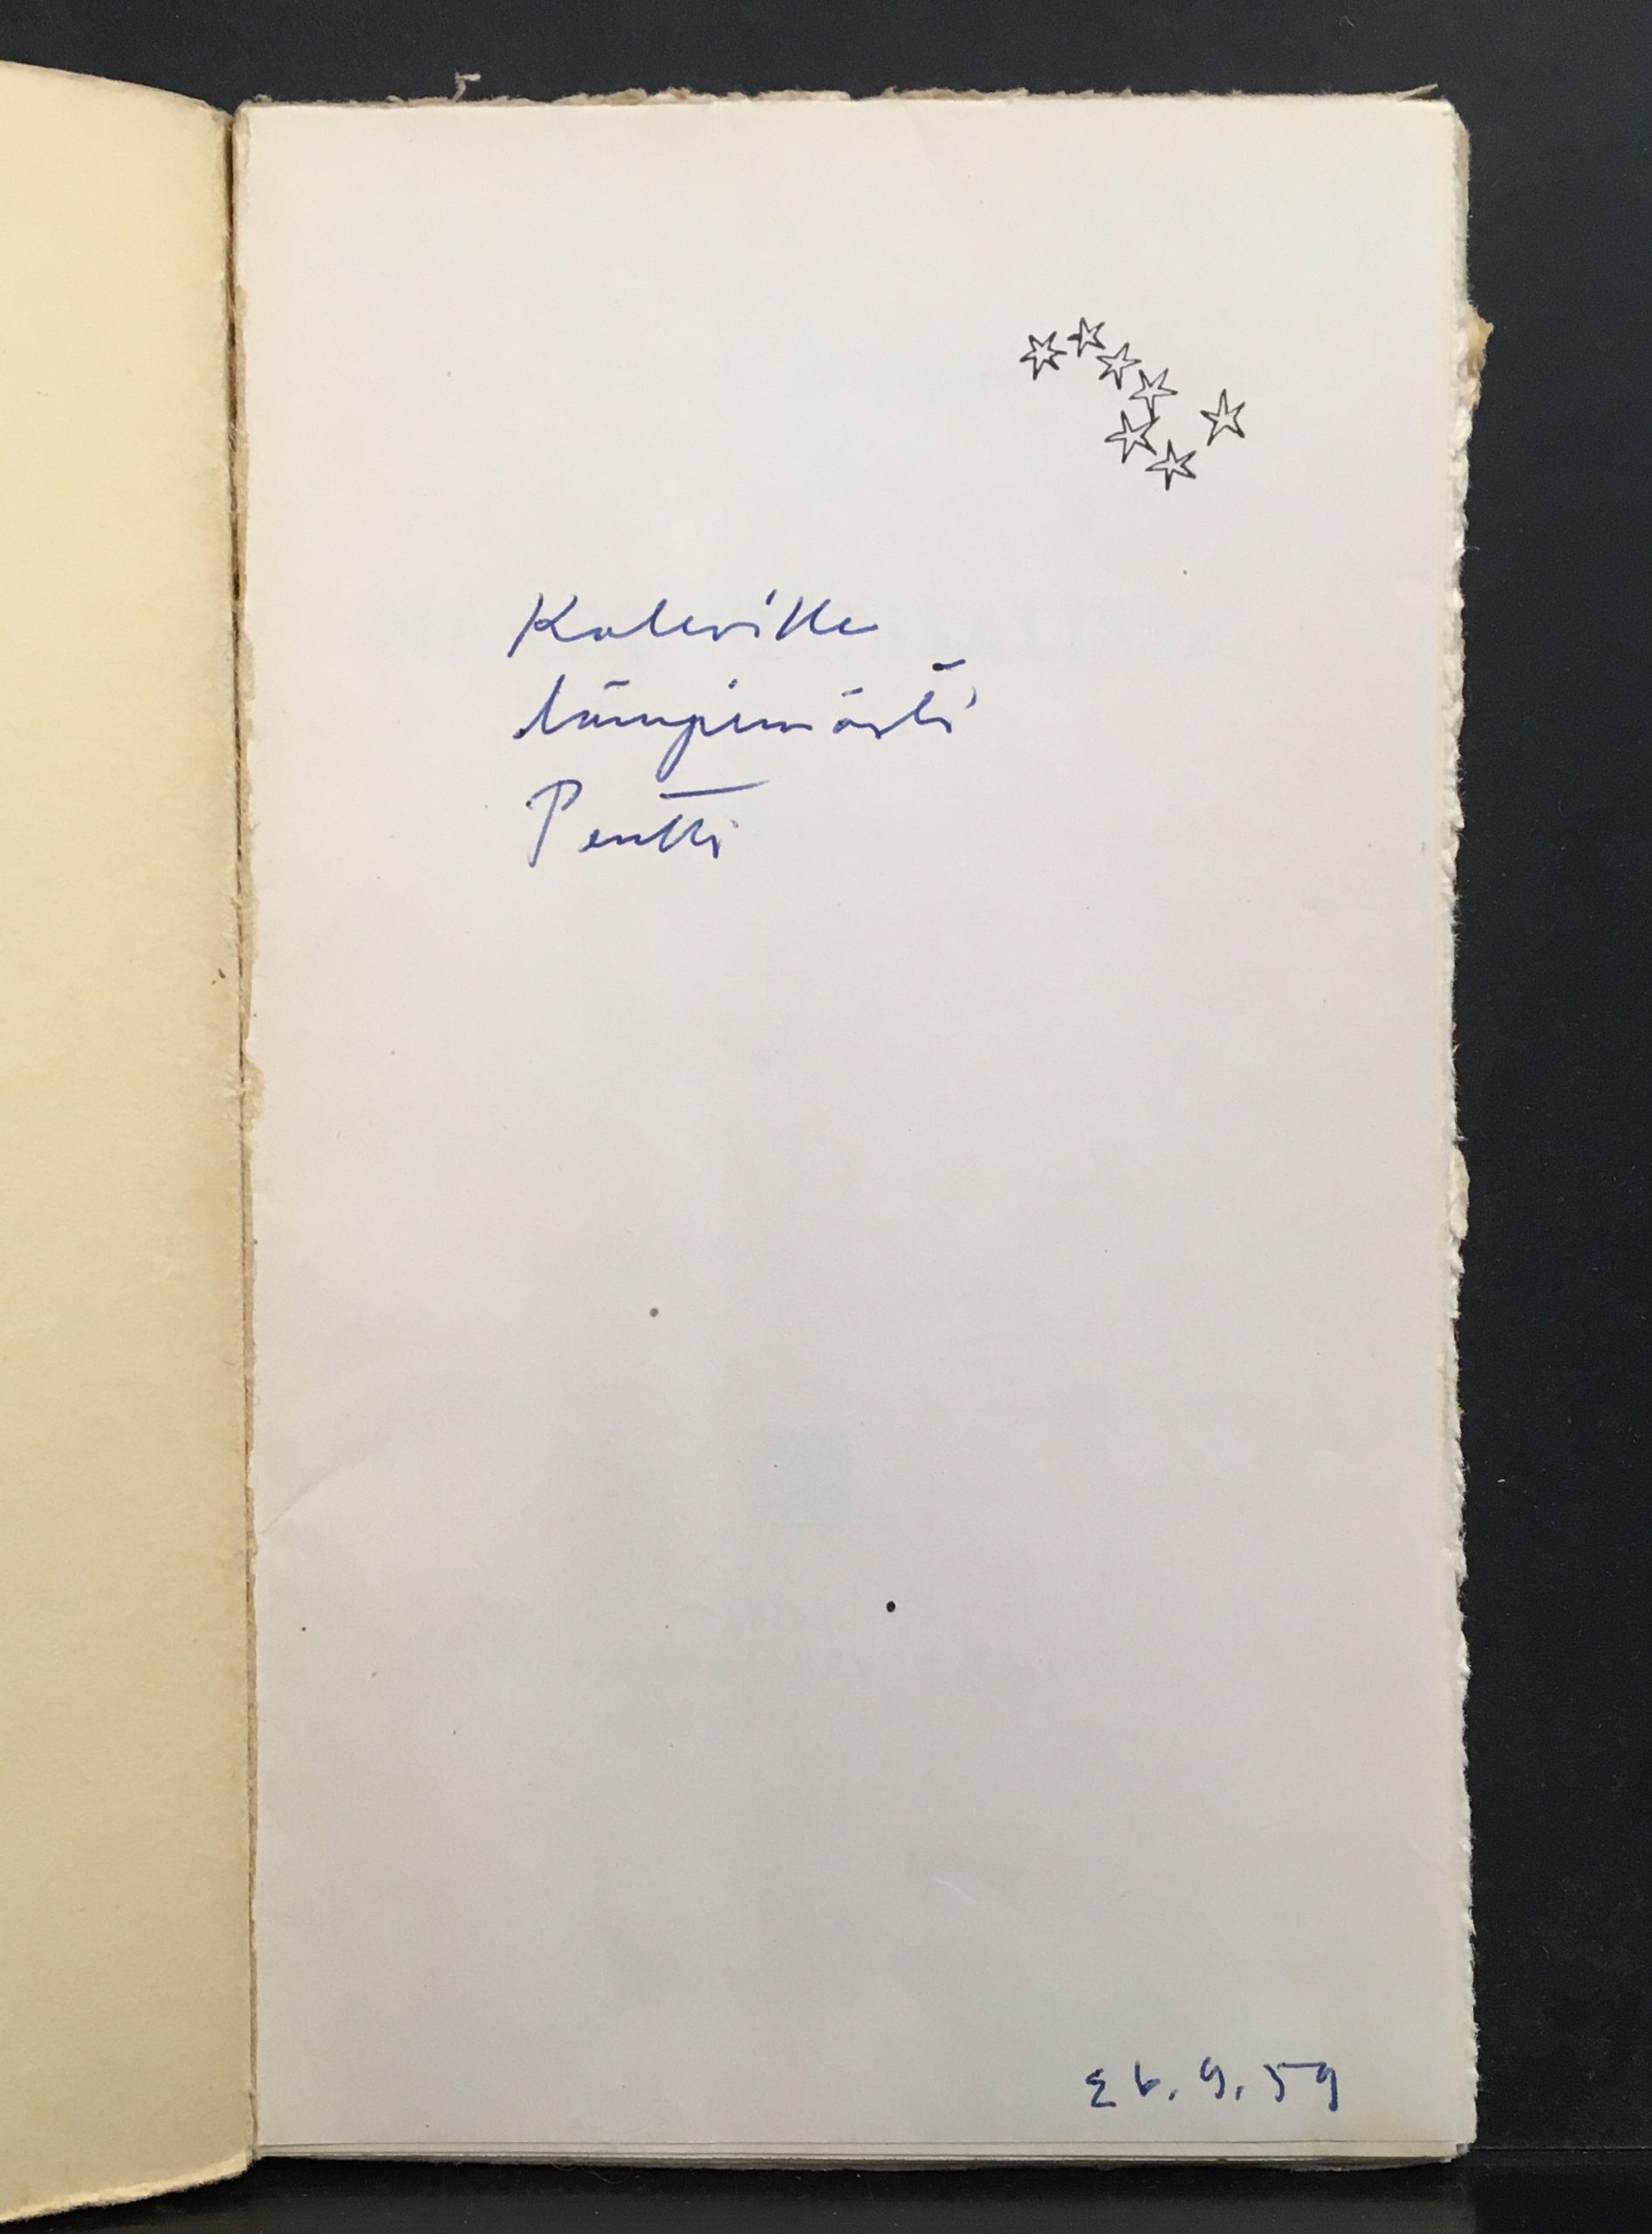 Kaleville
lämpimästi
Pentti
26.9.59